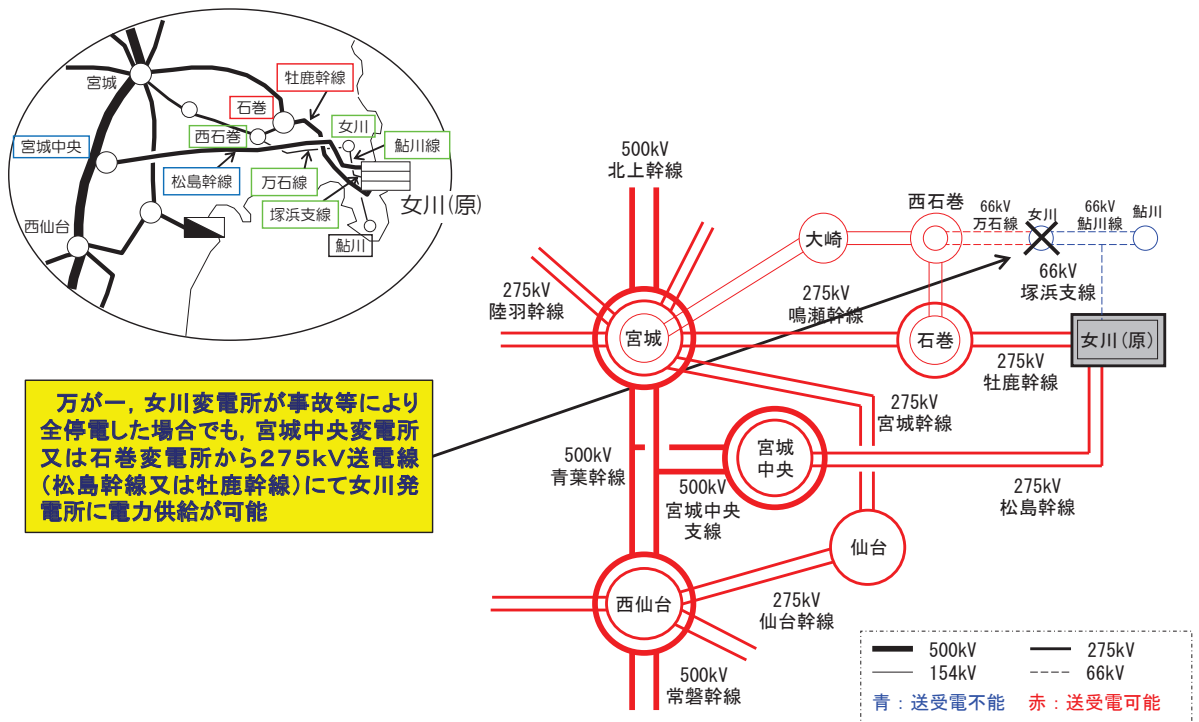 宮城
牡鹿幹線
石巻
女川
西石巻
鮎川線
宮城中央
松島幹線
万石線
塚浜支線
女川(原)
鮎川
西仙台
500kV
北上幹線
西石巻
66kV
万石線
女川
66kV
鮎川線
鮎川
大崎
66kV
塚浜支線
275kV
陸羽幹線
275kV
鳴瀬幹線
宮城
石巻
女川(原)
275kV
牡鹿幹線
275kV
宮城幹線
万が一，女川変電所が事故等により
全停電した場合でも，宮城中央変電所
又は石巻変電所から２７５ｋＶ送電線
（松島幹線又は牡鹿幹線）にて女川発
電所に電力供給が可能
500kV
青葉幹線
宮城
中央
500kV
宮城中央
支線
275kV
松島幹線
仙台
西仙台
275kV
仙台幹線
500kV
常磐幹線
500kV
275kV
154kV
66kV
青：送受電不能
赤：送受電可能